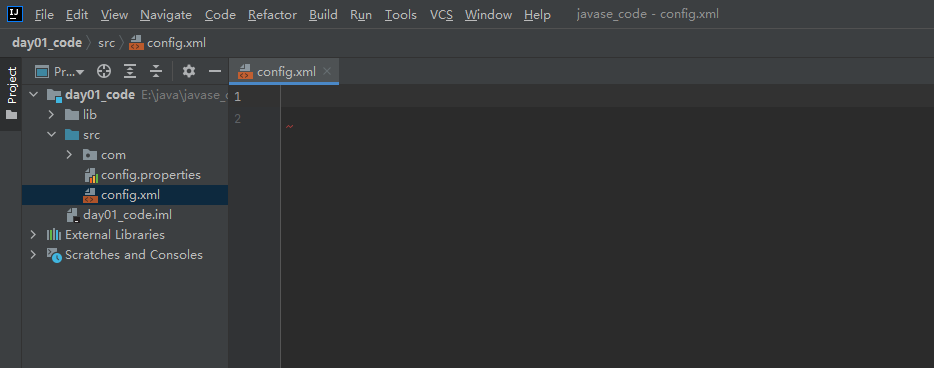 IJ File Edit View Navigate Code Refactor Build Run Tools VCS Window Help javase_code - config.xml
day01_code src config.xml
Project
Pr... config.xml
day01_code E:\java\javase_c
lib
src
com
config.properties
config.xml
day01_code.iml
External Libraries
Scratches and Consoles
1
2